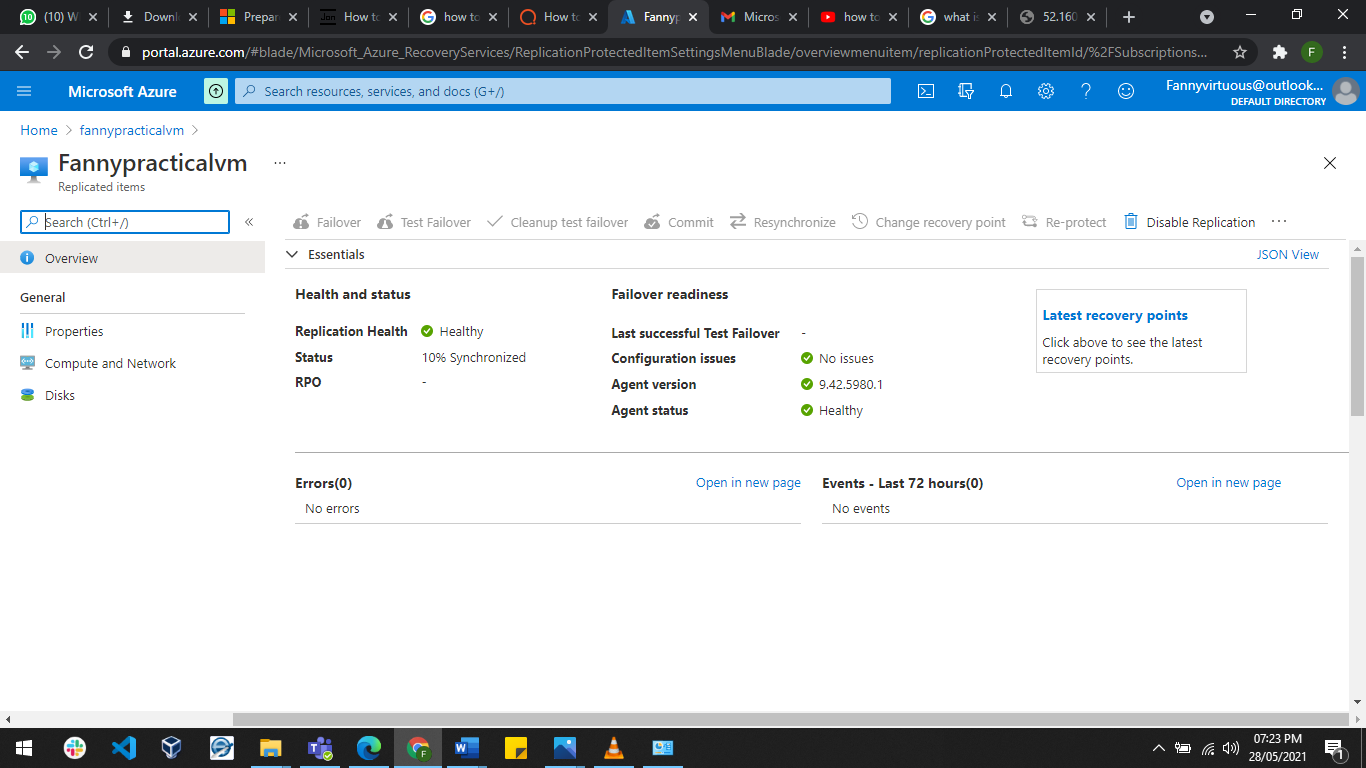 (10) W
Downl
Prepar
Jon
How to
how to
How to
Fannyp
Micros
how to
what is
52.160
portal.azure.com/#blade/Microsoft_Azure_RecoveryServices/ReplicationProtectedItemSettingsMenuBlade/overviewmenuitem/replicationProtectedItemId/%2FSubscriptions...
F
Microsoft Azure
Search resources, services, and docs (G+/)
Fannyvirtuous@outlook...
DEFAULT DIRECTORY
Home > fannypracticalvm >
Fannypracticalvm ...
Replicated items
Search (Ctrl+/)
«
Failover
Test Failover
Cleanup test failover
Commit
Resynchronize
Change recovery point
Re-protect
Disable Replication
...
Overview
General
Properties
Compute and Network
Disks
Essentials
JSON View
Health and status
Replication Health Healthy
Status 10% Synchronized
RPO -
Failover readiness
Last successful Test Failover -
Configuration issues No issues
Agent version 9.42.5980.1
Agent status Healthy
Latest recovery points
Click above to see the latest
recovery points.
Errors(0)
Open in new page
No errors
Events - Last 72 hours(0)
Open in new page
No events
07:23 PM
28/05/2021
1